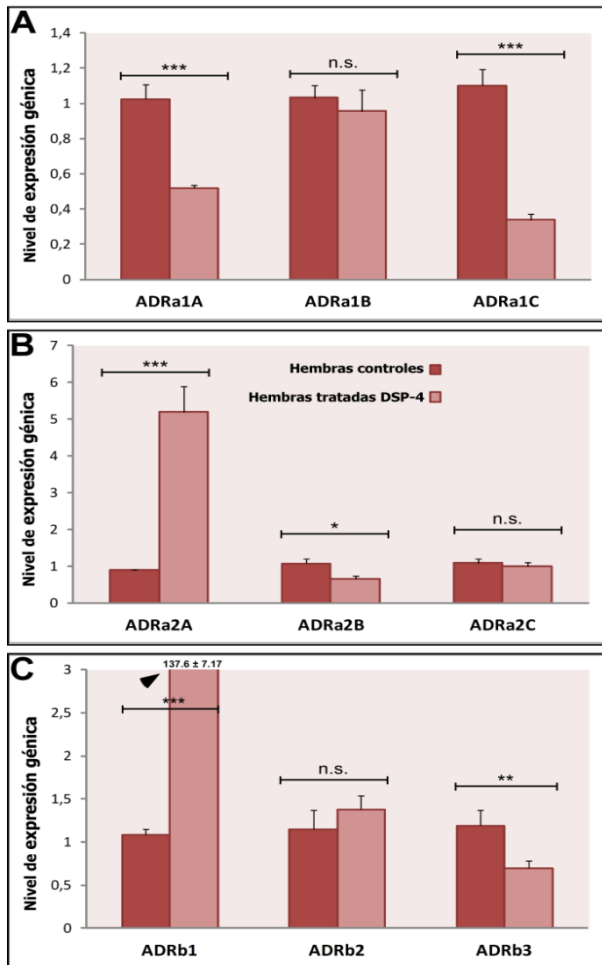 A
Nivel de expresión génica
1,4
1,2
1
0,8
0,6
0,4
0,2
0
***
n.s.
***
ADRa1A ADRa1B ADRa1C
B
Nivel de expresión génica
7
6
5
4
3
2
1
0
***
Hembras controles
Hembras tratadas DSP-4
*
n.s.
ADRa2A ADRa2B ADRa2C
C
Nivel de expresión génica
3
2,5
2
1,5
1
0,5
0
137.6 ± 7.17
***
n.s.
**
ADRb1 ADRb2 ADRb3